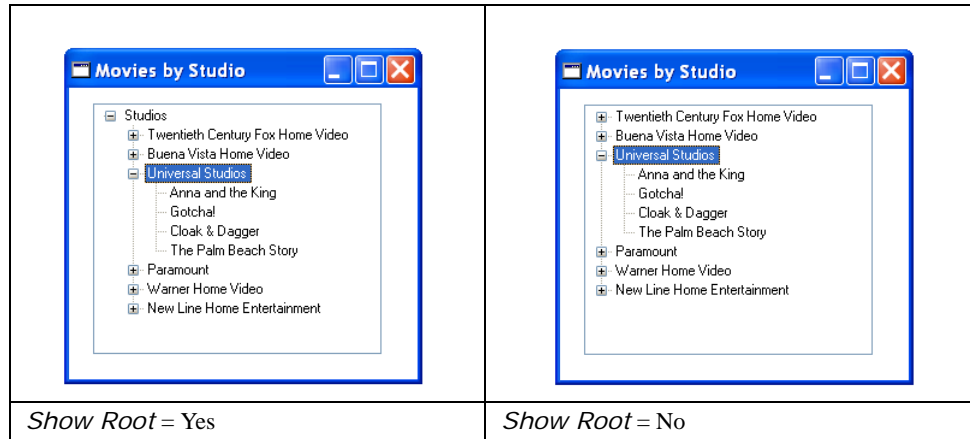 Movies by Studio
Studios
Twentieth Century Fox Home Video
Buena Vista Home Video
Universal Studios
Anna and the King
Gotcha!
Cloak & Dagger
The Palm Beach Story
Paramount
Warner Home Video
New Line Home Entertainment
Show Root = Yes
Movies by Studio
Twentieth Century Fox Home Video
Buena Vista Home Video
Universal Studios
Anna and the King
Gotcha!
Cloak & Dagger
The Palm Beach Story
Paramount
Warner Home Video
New Line Home Entertainment
Show Root = No